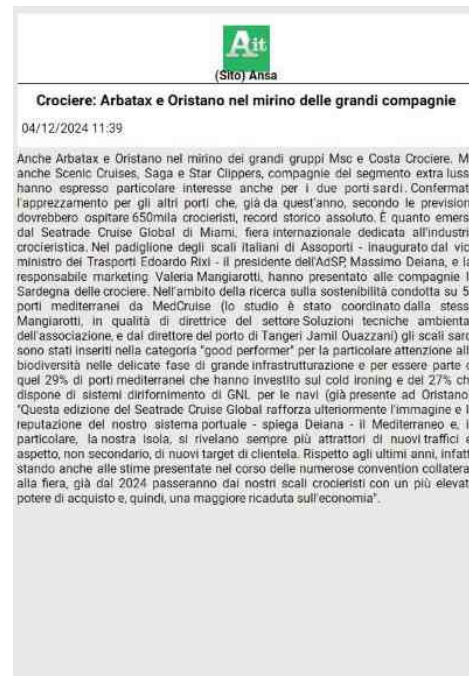 Ait
(Sito) Ansa
Crociere: Arbatax e Oristano nel mirino delle grandi compagnie
04/12/2024 11:39
Anche Arbatax e Oristano nel mirino dei grandi gruppi Msc e Costa Crociere. M
anche Scenic Cruises, Saga e Star Clippers, compagnie del segmento extra luss
hanno espresso particolare interesse anche per i due porti sardi. Confermat
l'apprezzamento per gli altri porti che, già da quest'anno, secondo le prevision
dovrebbero ospitare 650mila crocieristi, record storico assoluto. È quanto emers
dal Seatrade Cruise Global di Miami, fiera internazionale dedicata all'industri
crocieristica. Nel padiglione degli scali italiani di Assoporti - inaugurato dal vic
ministro dei Trasporti Edoardo Rixi - il presidente dell'AdSP, Massimo Deiana, e la
responsabile marketing Valeria Mangiarotti, hanno presentato alle compagnie l
Sardegna delle crociere. Nell'ambito della ricerca sulla sostenibilità condotta su 5
porti mediterranei da MedCruise (lo studio è stato coordinato dalla stess
Mangiarotti, in qualità di direttrice del settore Soluzioni tecniche ambienta
dell'associazione, e dal direttore del porto di Tangeri Jamil Ouazzani) gli scali sard
sono stati inseriti nella categoria "good performer" per la particolare attenzione all
biodiversità nelle delicate fase di grande infrastrutturazione e per essere parte d
quel 29% di porti mediterranei che hanno investito sul cold ironing e del 27% ch
dispone di sistemi dirifornimento di GNL per le navi (già presente ad Oristano)
"Questa edizione del Seatrade Cruise Global rafforza ulteriormente l'immagine e l
reputazione del nostro sistema portuale - spiega Deiana - il Mediterraneo e, i
particolare, la nostra Isola, si rivelano sempre più attrattori di nuovi traffici e
aspetto, non secondario, di nuovi target di clientela. Rispetto agli ultimi anni, infatt
stando anche alle stime presentate nel corso delle numerose convention collatera
alla fiera, già dal 2024 passeranno dai nostri scali crocieristi con un più elevat
potere di acquisto e, quindi, una maggiore ricaduta sull'economia".